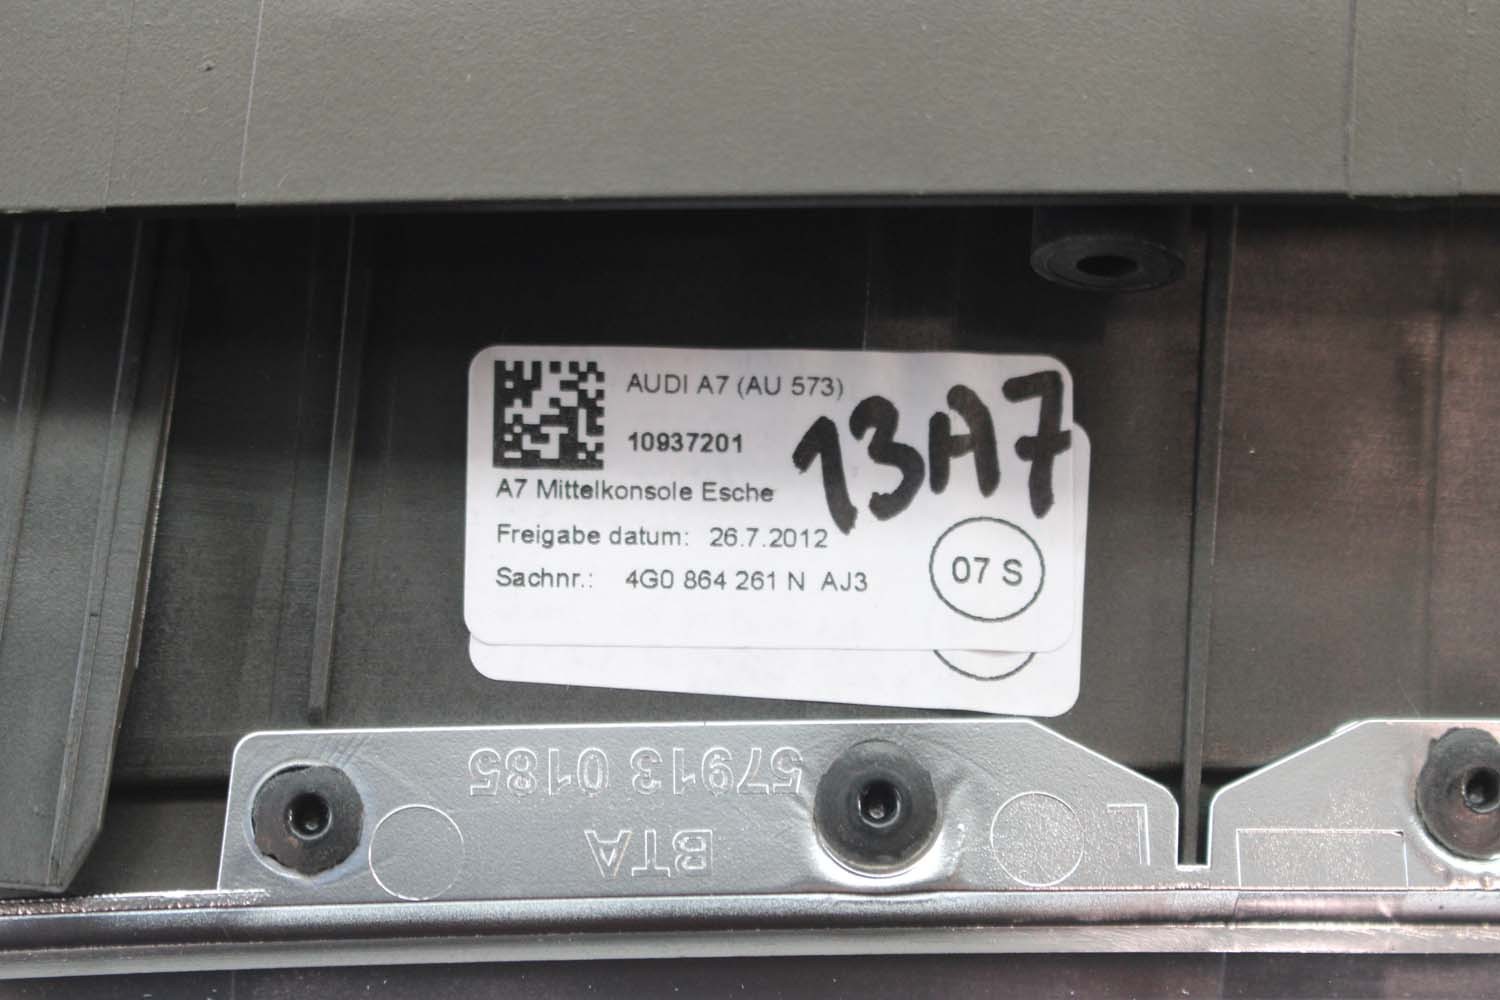 AUDI A7 (AU 573)
10937201
13A7
A7 Mittelkonsole Esche
Freigabe datum: 26.7.2012
Sachnr.: 4G0 864 261 N AJ3
07 S
57913 0185
BTA
L